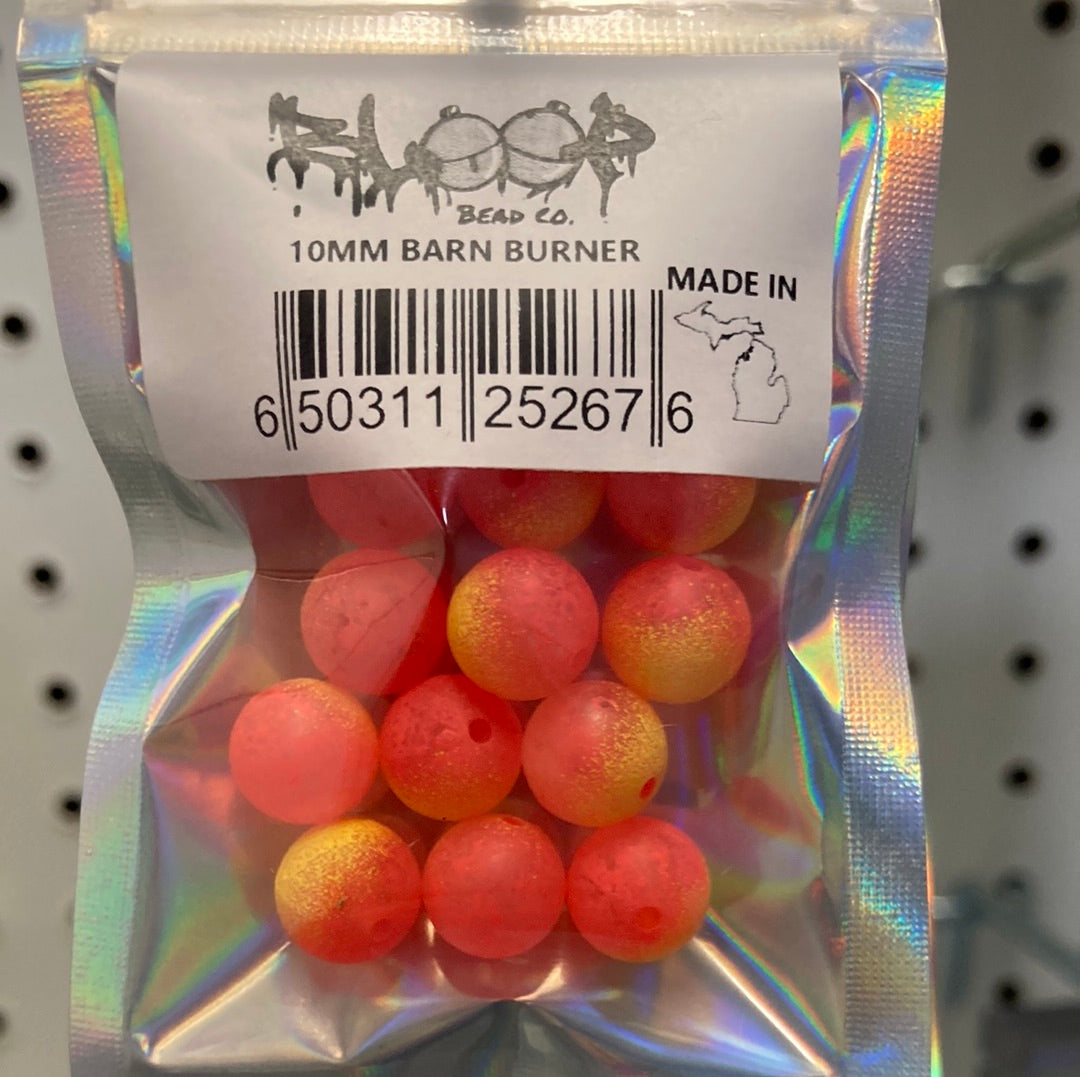 BLOOP
BEAD CO.
10MM BARN BURNER
MADE IN
6 50311 25267 6